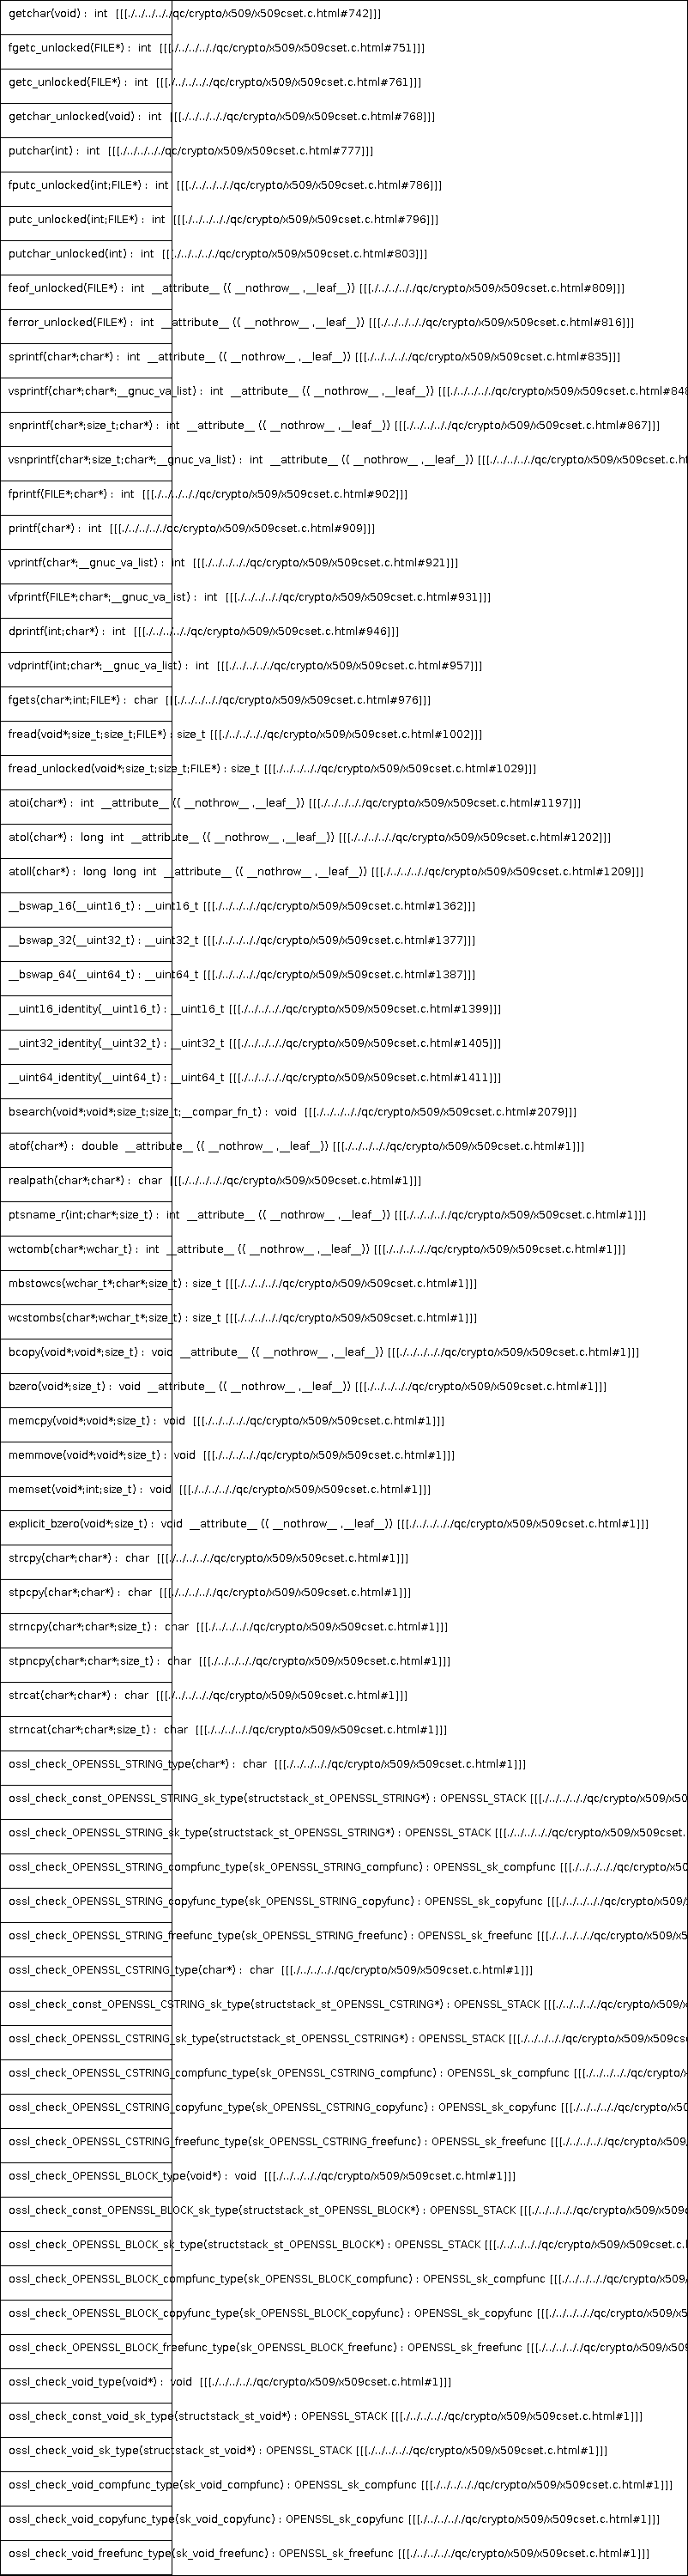 getchar(void) : int [[[./../../../qc/crypto/x509/x509cset.c.html#742]]]
fgetc_unlocked(FILE*) : int [[[./../../../qc/crypto/x509/x509cset.c.html#751]]]
getc_unlocked(FILE*) : int [[[./../../../qc/crypto/x509/x509cset.c.html#761]]]
getchar_unlocked(void) : int [[[./../../../qc/crypto/x509/x509cset.c.html#768]]]
putchar(int) : int [[[./../../../qc/crypto/x509/x509cset.c.html#777]]]
fputc_unlocked(int;FILE*) : int [[[./../../../qc/crypto/x509/x509cset.c.html#786]]]
putc_unlocked(int;FILE*) : int [[[./../../../qc/crypto/x509/x509cset.c.html#796]]]
putchar_unlocked(int) : int [[[./../../../qc/crypto/x509/x509cset.c.html#803]]]
feof_unlocked(FILE*) : int __attribute__ (( __nothrow__ ,__leaf__)) [[[./../../../qc/crypto/x509/x509cset.c.html#809]]]
ferror_unlocked(FILE*) : int __attribute__ (( __nothrow__ ,__leaf__)) [[[./../../../qc/crypto/x509/x509cset.c.html#816]]]
sprintf(char*;char*) : int __attribute__ (( __nothrow__ ,__leaf__)) [[[./../../../qc/crypto/x509/x509cset.c.html#835]]]
vsprintf(char*;char*;__gnuc_va_list) : int __attribute__ (( __nothrow__ ,__leaf__)) [[[./../../../qc/crypto/x509/x509cset.c.html#848
snprintf(char*;size_t;char*) : int __attribute__ (( __nothrow__ ,__leaf__)) [[[./../../../qc/crypto/x509/x509cset.c.html#867]]]
vsnprintf(char*;size_t;char*;__gnuc_va_list) : int __attribute__ (( __nothrow__ ,__leaf__)) [[[./../../../qc/crypto/x509/x509cset.c.ht
fprintf(FILE*;char*) : int [[[./../../../qc/crypto/x509/x509cset.c.html#902]]]
printf(char*) : int [[[./../../../qc/crypto/x509/x509cset.c.html#909]]]
vprintf(char*;__gnuc_va_list) : int [[[./../../../qc/crypto/x509/x509cset.c.html#921]]]
vfprintf(FILE*;char*;__gnuc_va_list) : int [[[./../../../qc/crypto/x509/x509cset.c.html#931]]]
dprintf(int;char*) : int [[[./../../../qc/crypto/x509/x509cset.c.html#946]]]
vdprintf(int;char*;__gnuc_va_list) : int [[[./../../../qc/crypto/x509/x509cset.c.html#957]]]
fgets(char*;int;FILE*) : char [[[./../../../qc/crypto/x509/x509cset.c.html#976]]]
fread(void*;size_t;size_t;FILE*) : size_t [[[./../../../qc/crypto/x509/x509cset.c.html#1002]]]
fread_unlocked(void*;size_t;size_t;FILE*) : size_t [[[./../../../qc/crypto/x509/x509cset.c.html#1029]]]
atoi(char*) : int __attribute__ (( __nothrow__ ,__leaf__)) [[[./../../../qc/crypto/x509/x509cset.c.html#1197]]]
atol(char*) : long int __attribute__ (( __nothrow__ ,__leaf__)) [[[./../../../qc/crypto/x509/x509cset.c.html#1202]]]
atoll(char*) : long long int __attribute__ (( __nothrow__ ,__leaf__)) [[[./../../../qc/crypto/x509/x509cset.c.html#1209]]]
__bswap_16(__uint16_t) : __uint16_t [[[./../../../qc/crypto/x509/x509cset.c.html#1362]]]
__bswap_32(__uint32_t) : __uint32_t [[[./../../../qc/crypto/x509/x509cset.c.html#1377]]]
__bswap_64(__uint64_t) : __uint64_t [[[./../../../qc/crypto/x509/x509cset.c.html#1387]]]
__uint16_identity(__uint16_t) : __uint16_t [[[./../../../qc/crypto/x509/x509cset.c.html#1399]]]
__uint32_identity(__uint32_t) : __uint32_t [[[./../../../qc/crypto/x509/x509cset.c.html#1405]]]
__uint64_identity(__uint64_t) : __uint64_t [[[./../../../qc/crypto/x509/x509cset.c.html#1411]]]
bsearch(void*;void*;size_t;size_t;__compar_fn_t) : void [[[./../../../qc/crypto/x509/x509cset.c.html#2079]]]
atof(char*) : double __attribute__ (( __nothrow__ ,__leaf__)) [[[./../../../qc/crypto/x509/x509cset.c.html#1]]]
realpath(char*;char*) : char [[[./../../../qc/crypto/x509/x509cset.c.html#1]]]
ptsname_r(int;char*;size_t) : int __attribute__ (( __nothrow__ ,__leaf__)) [[[./../../../qc/crypto/x509/x509cset.c.html#1]]]
wctomb(char*;wchar_t) : int __attribute__ (( __nothrow__ ,__leaf__)) [[[./../../../qc/crypto/x509/x509cset.c.html#1]]]
mbstowcs(wchar_t*;char*;size_t) : size_t [[[./../../../qc/crypto/x509/x509cset.c.html#1]]]
wcstombs(char*;wchar_t*;size_t) : size_t [[[./../../../qc/crypto/x509/x509cset.c.html#1]]]
bcopy(void*;void*;size_t) : void __attribute__ (( __nothrow__ ,__leaf__)) [[[./../../../qc/crypto/x509/x509cset.c.html#1]]]
bzero(void*;size_t) : void __attribute__ (( __nothrow__ ,__leaf__)) [[[./../../../qc/crypto/x509/x509cset.c.html#1]]]
memcpy(void*;void*;size_t) : void [[[./../../../qc/crypto/x509/x509cset.c.html#1]]]
memmove(void*;void*;size_t) : void [[[./../../../qc/crypto/x509/x509cset.c.html#1]]]
memset(void*;int;size_t) : void [[[./../../../qc/crypto/x509/x509cset.c.html#1]]]
explicit_bzero(void*;size_t) : void __attribute__ (( __nothrow__ ,__leaf__)) [[[./../../../qc/crypto/x509/x509cset.c.html#1]]]
strcpy(char*;char*) : char [[[./../../../qc/crypto/x509/x509cset.c.html#1]]]
stpcpy(char*;char*) : char [[[./../../../qc/crypto/x509/x509cset.c.html#1]]]
strncpy(char*;char*;size_t) : char [[[./../../../qc/crypto/x509/x509cset.c.html#1]]]
stpncpy(char*;char*;size_t) : char [[[./../../../qc/crypto/x509/x509cset.c.html#1]]]
strcat(char*;char*) : char [[[./../../../qc/crypto/x509/x509cset.c.html#1]]]
strncat(char*;char*;size_t) : char [[[./../../../qc/crypto/x509/x509cset.c.html#1]]]
ossl_check_OPENSSL_STRING_type(char*) : char [[[./../../../qc/crypto/x509/x509cset.c.html#1]]]
ossl_check_const_OPENSSL_STRING_sk_type(structstack_st_OPENSSL_STRING*) : OPENSSL_STACK [[[./../../../qc/crypto/x509/x50
ossl_check_OPENSSL_STRING_sk_type(structstack_st_OPENSSL_STRING*) : OPENSSL_STACK [[[./../../../qc/crypto/x509/x509cset.
ossl_check_OPENSSL_STRING_compfunc_type(sk_OPENSSL_STRING_compfunc) : OPENSSL_sk_compfunc [[[./../../../qc/crypto/x50
ossl_check_OPENSSL_STRING_copyfunc_type(sk_OPENSSL_STRING_copyfunc) : OPENSSL_sk_copyfunc [[[./../../../qc/crypto/x509/
ossl_check_OPENSSL_STRING_freefunc_type(sk_OPENSSL_STRING_freefunc) : OPENSSL_sk_freefunc [[[./../../../qc/crypto/x509/x5
ossl_check_OPENSSL_CSTRING_type(char*) : char [[[./../../../qc/crypto/x509/x509cset.c.html#1]]]
ossl_check_const_OPENSSL_CSTRING_sk_type(structstack_st_OPENSSL_CSTRING*) : OPENSSL_STACK [[[./../../../qc/crypto/x509/x
ossl_check_OPENSSL_CSTRING_sk_type(structstack_st_OPENSSL_CSTRING*) : OPENSSL_STACK [[[./../../../qc/crypto/x509/x509cse
ossl_check_OPENSSL_CSTRING_compfunc_type(sk_OPENSSL_CSTRING_compfunc) : OPENSSL_sk_compfunc [[[./../../../qc/crypto/x
ossl_check_OPENSSL_CSTRING_copyfunc_type(sk_OPENSSL_CSTRING_copyfunc) : OPENSSL_sk_copyfunc [[[./../../../qc/crypto/x50
ossl_check_OPENSSL_CSTRING_freefunc_type(sk_OPENSSL_CSTRING_freefunc) : OPENSSL_sk_freefunc [[[./../../../qc/crypto/x509/
ossl_check_OPENSSL_BLOCK_type(void*) : void [[[./../../../qc/crypto/x509/x509cset.c.html#1]]]
ossl_check_const_OPENSSL_BLOCK_sk_type(structstack_st_OPENSSL_BLOCK*) : OPENSSL_STACK [[[./../../../qc/crypto/x509/x509c
ossl_check_OPENSSL_BLOCK_sk_type(structstack_st_OPENSSL_BLOCK*) : OPENSSL_STACK [[[./../../../qc/crypto/x509/x509cset.c.h
ossl_check_OPENSSL_BLOCK_compfunc_type(sk_OPENSSL_BLOCK_compfunc) : OPENSSL_sk_compfunc [[[./../../../qc/crypto/x509/
ossl_check_OPENSSL_BLOCK_copyfunc_type(sk_OPENSSL_BLOCK_copyfunc) : OPENSSL_sk_copyfunc [[[./../../../qc/crypto/x509/x5
ossl_check_OPENSSL_BLOCK_freefunc_type(sk_OPENSSL_BLOCK_freefunc) : OPENSSL_sk_freefunc [[[./../../../qc/crypto/x509/x509
ossl_check_void_type(void*) : void [[[./../../../qc/crypto/x509/x509cset.c.html#1]]]
ossl_check_const_void_sk_type(structstack_st_void*) : OPENSSL_STACK [[[./../../../qc/crypto/x509/x509cset.c.html#1]]]
ossl_check_void_sk_type(structstack_st_void*) : OPENSSL_STACK [[[./../../../qc/crypto/x509/x509cset.c.html#1]]]
ossl_check_void_compfunc_type(sk_void_compfunc) : OPENSSL_sk_compfunc [[[./../../../qc/crypto/x509/x509cset.c.html#1]]]
ossl_check_void_copyfunc_type(sk_void_copyfunc) : OPENSSL_sk_copyfunc [[[./../../../qc/crypto/x509/x509cset.c.html#1]]]
ossl_check_void_freefunc_type(sk_void_freefunc) : OPENSSL_sk_freefunc [[[./../../../qc/crypto/x509/x509cset.c.html#1]]]